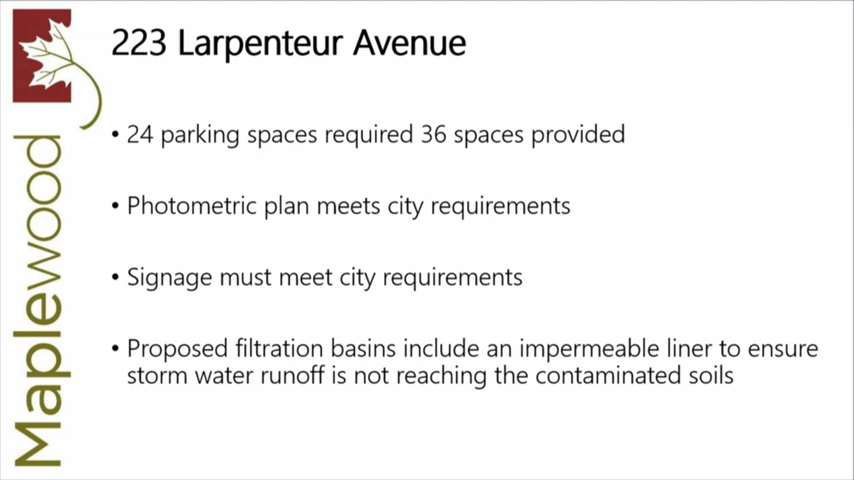 223 Larpenteur Avenue
• 24 parking spaces required 36 spaces provided
• Photometric plan meets city requirements
• Signage must meet city requirements
• Proposed filtration basins include an impermeable liner to ensure
storm water runoff is not reaching the contaminated soils
Maplewood